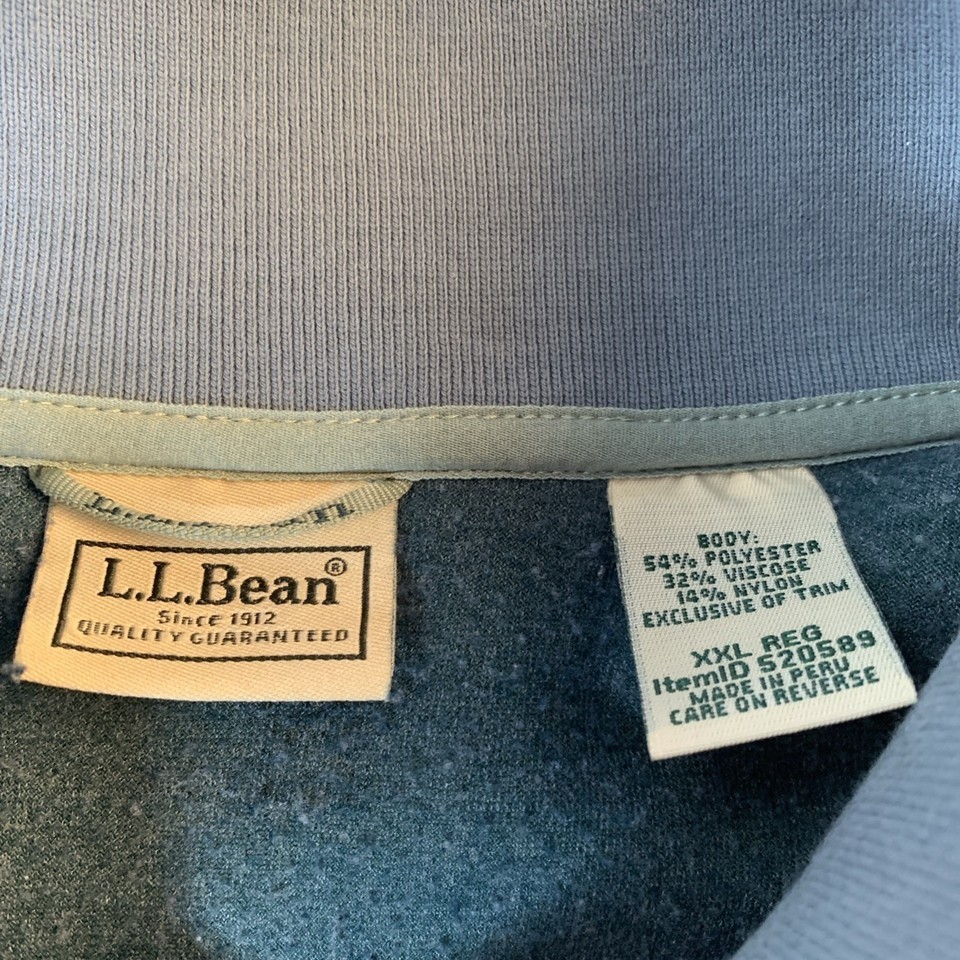 L.L.Bean®
Since 1912
QUALITY GUARANTEED
BODY:
54% POLYESTER
32% VISCOSE
14% NYLON
EXCLUSIVE OF TRIM
XXL REG
ItemID 520589
MADE IN PERU
CARE ON REVERSE